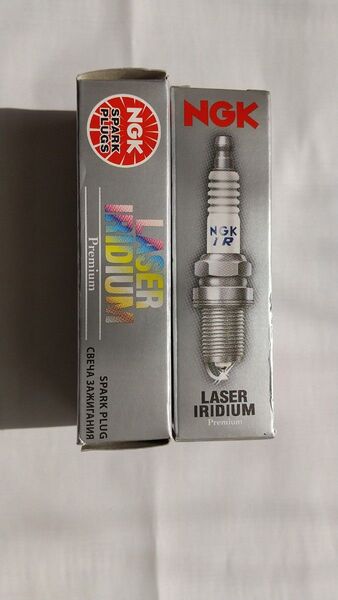 NGK
SPARK
PLUGS
LASER
IRIDIUM
Premium
SPARK PLUG
СВЕЧА ЗАЖИГАНИЯ
NGK
NGK
IR
LASER
IRIDIUM
Premium